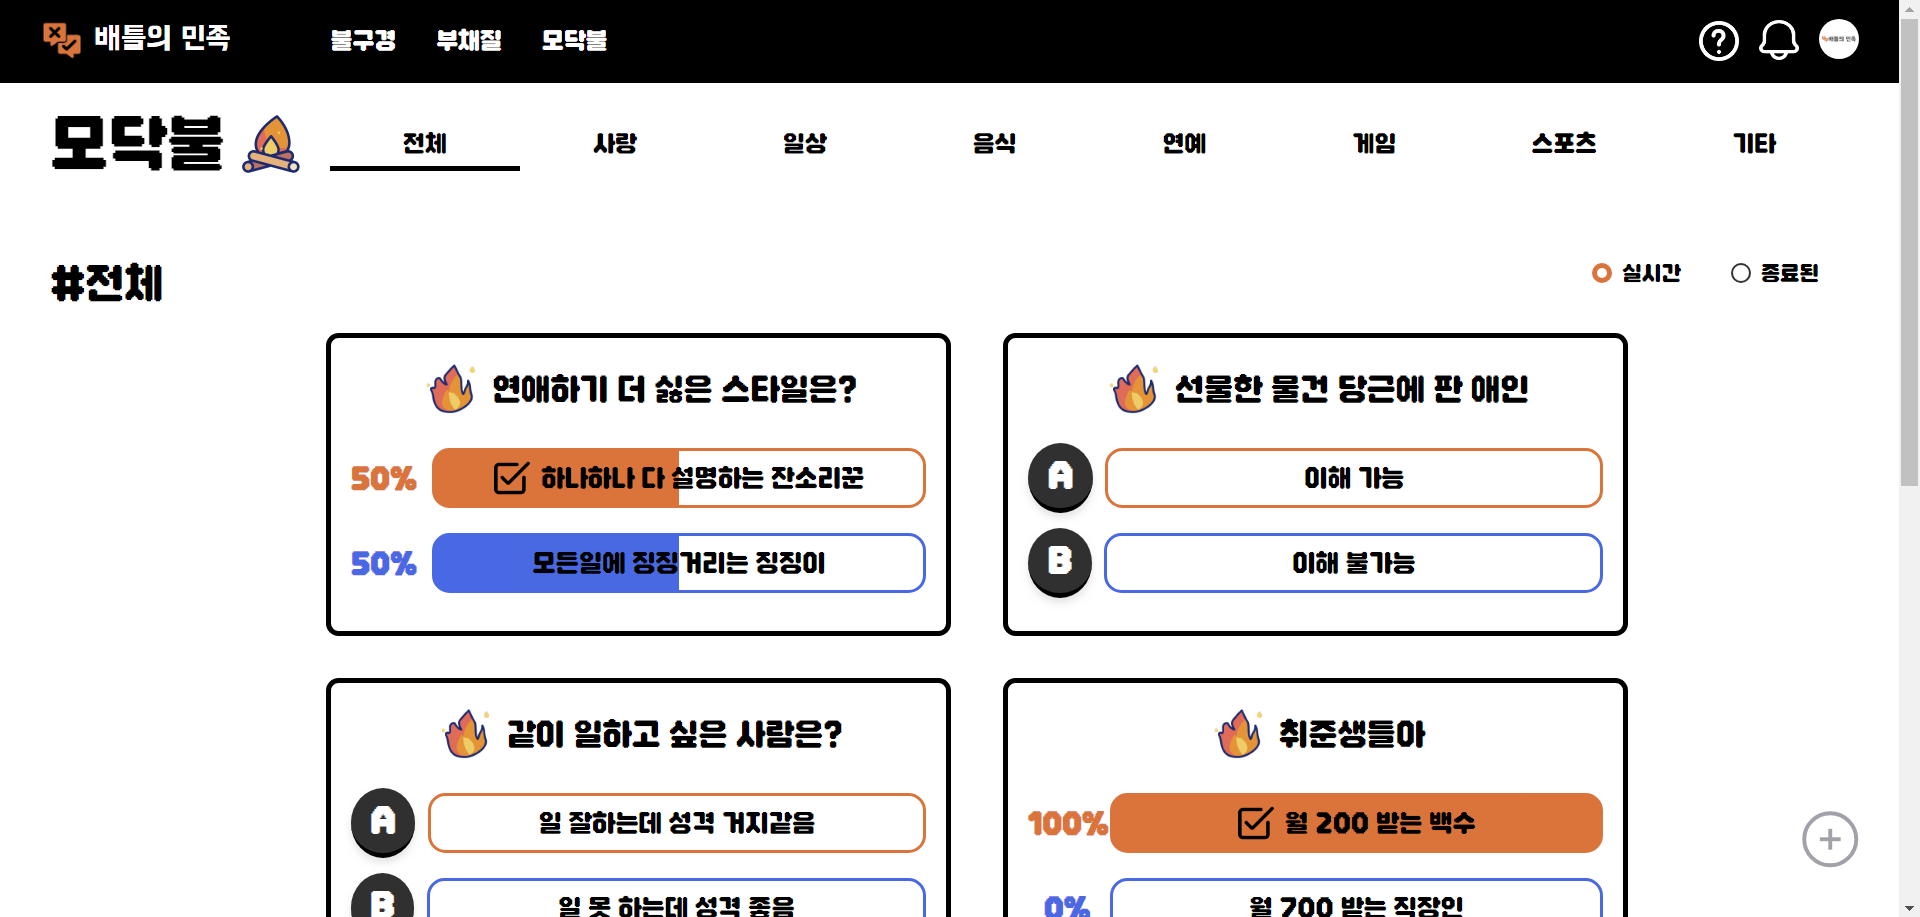 배틀의 민족
불구경 부채질 모닥불
배틀의 민족
모닥불
전체 사랑 일상 음식 연예 게임 스포츠 기타
#전체
실시간 종료된
연애하기 더 싫은 스타일은?
50% 하나하나 다 설명하는 잔소리꾼
50% 모든일에 징징거리는 징징이
선물한 물건 당근에 판 애인
A 이해 가능
B 이해 불가능
같이 일하고 싶은 사람은?
A 일 잘하는데 성격 거지같음
B 일 못 하는데 성격 좋음
취준생들아
100% 월 200 받는 백수
0% 월 700 받는 직장인